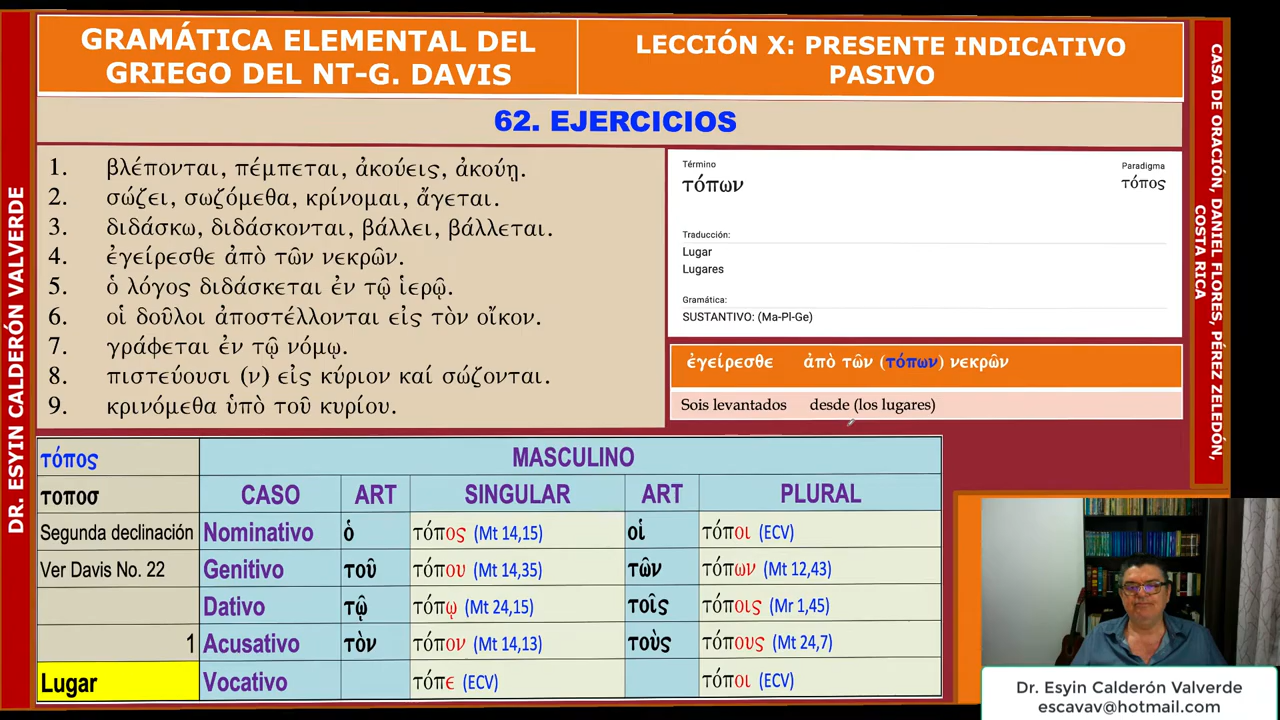 GRAMÁTICA ELEMENTAL DEL
GRIEGO DEL NT-G. DAVIS
LECCIÓN X: PRESENTE INDICATIVO
PASIVO
62. EJERCICIOS
DR. ESYIN CALDERÓN VALVERDE
CASA DE ORACIÓN, DANIEL FLORES, PÉREZ ZELEDÓN,
COSTA RICA
1. βλέπονται, πέμπεται, ἀκούεις, ἀκούῃ.
2. σώζει, σωζόμεθα, κρίνομαι, ἄγεται.
3. διδάσκω, διδάσκονται, βάλλει, βάλλεται.
4. ἐγείρεσθε ἀπὸ τῶν νεκρῶν.
5. ὁ λόγος διδάσκεται ἐν τῷ ἱερῷ.
6. οἱ δοῦλοι ἀποστέλλονται εἰς τὸν οἶκον.
7. γράφεται ἐν τῷ νόμῳ.
8. πιστεύουσι (ν) εἰς κύριον καί σώζονται.
9. κρινόμεθα ὑπὸ τοῦ κυρίου.
Término Paradigma
τόπων τόπος
Traducción:
Lugar
Lugares
Gramática:
SUSTANTIVO: (Ma-Pl-Ge)
ἐγείρεσθε ἀπὸ τῶν (τόπων) νεκρῶν
Sois levantados desde (los lugares)
τόπος MASCULINO
τοποσ CASO ART SINGULAR ART PLURAL
Segunda declinación Nominativo ὁ τόπος (Mt 14,15) οἱ τόποι (ECV)
Ver Davis No. 22 Genitivo τοῦ τόπου (Mt 14,35) τῶν τόπων (Mt 12,43)
Dativo τῷ τόπῳ (Mt 24,15) τοῖς τόποις (Mr 1,45)
1 Acusativo τὸν τόπον (Mt 14,13) τοὺς τόπους (Mt 24,7)
Lugar Vocativo τόπε (ECV) τόποι (ECV)
Dr. Esyin Calderón Valverde
escavav@hotmail.com